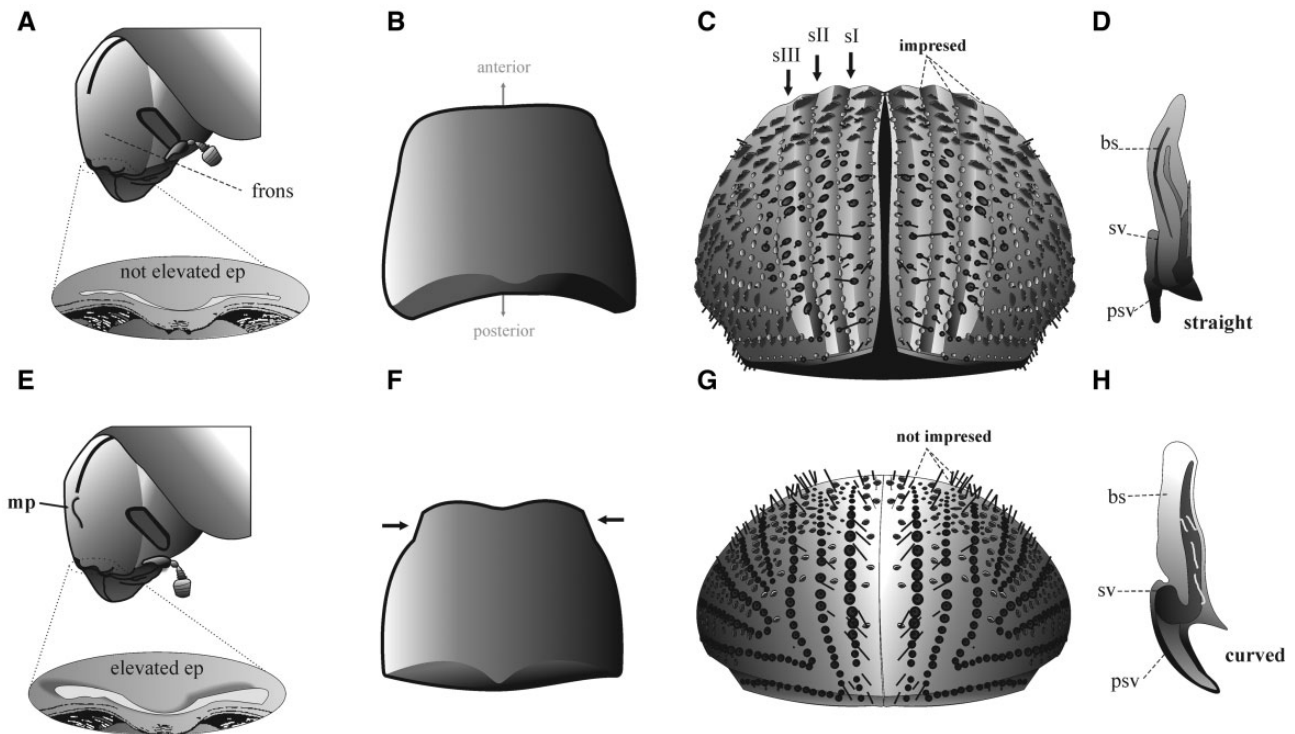 A
frons
not elevated ep
B
anterior
posterior
C
sIII
sII
sI
impresed
D
bs
sv
psv
straight
E
mp
elevated ep
F
G
not impresed
H
bs
sv
psv
curved